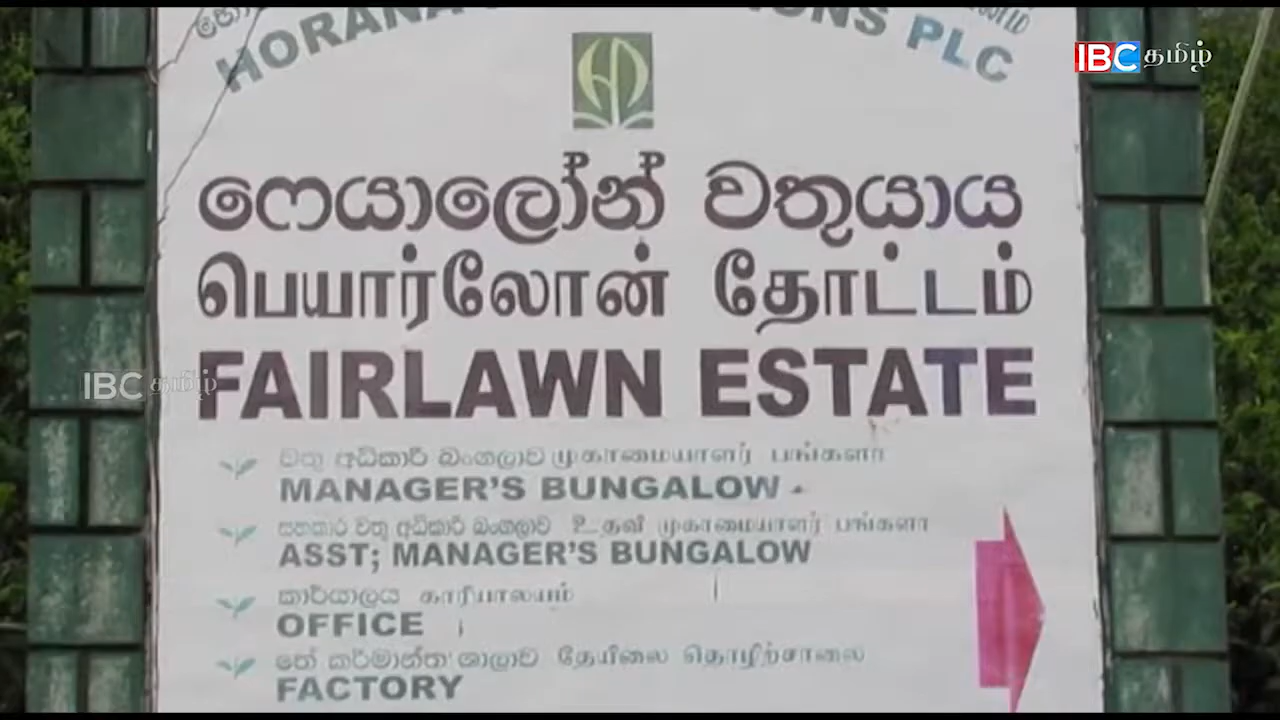 HORANA
PLC
IBC தமிழ்
ෆෙයාලෝන් වතුයාය
பெயார்லோன் தோட்டம்
FAIRLAWN ESTATE
IBC தமிழ்
වතු අධිකාරී බංගලාව முகாமையாளர் பங்களா
MANAGER'S BUNGALOW
සහකාර වතු අධිකාරී බංගලාව உதவி முகாமையாளர் பங்களா
ASST; MANAGER'S BUNGALOW
කාර්යාලය காரியாலயம்
OFFICE
තේ කර්මාන්ත ශාලාව தேயிலை தொழிற்சாலை
FACTORY